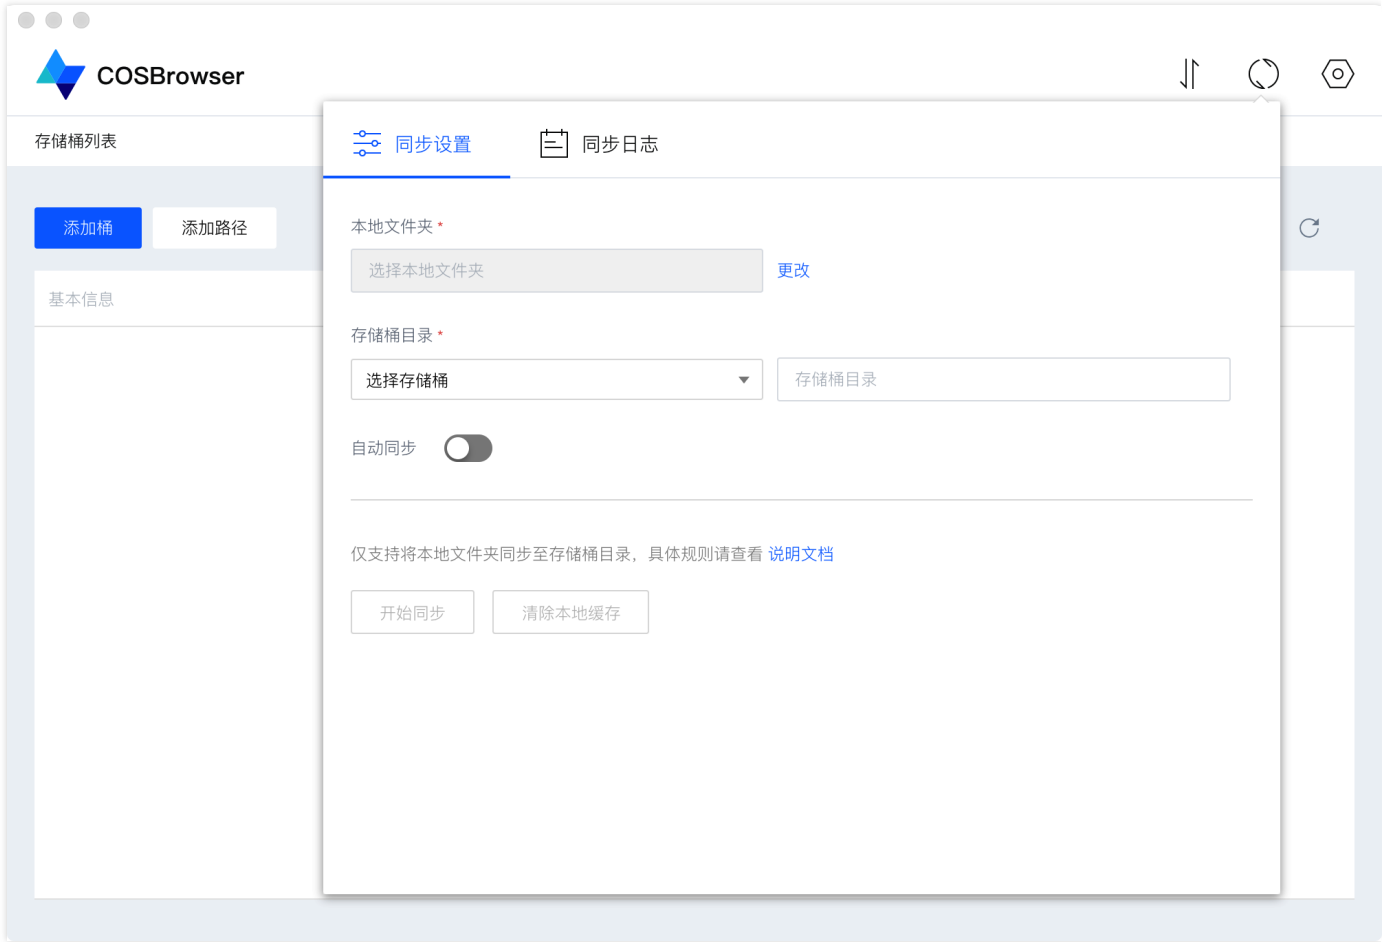 COSBrowser
存储桶列表
同步设置
同步日志
添加桶
添加路径
本地文件夹 *
选择本地文件夹
更改
基本信息
存储桶目录 *
选择存储桶
存储桶目录
自动同步
仅支持将本地文件夹同步至存储桶目录，具体规则请查看 说明文档
开始同步
清除本地缓存